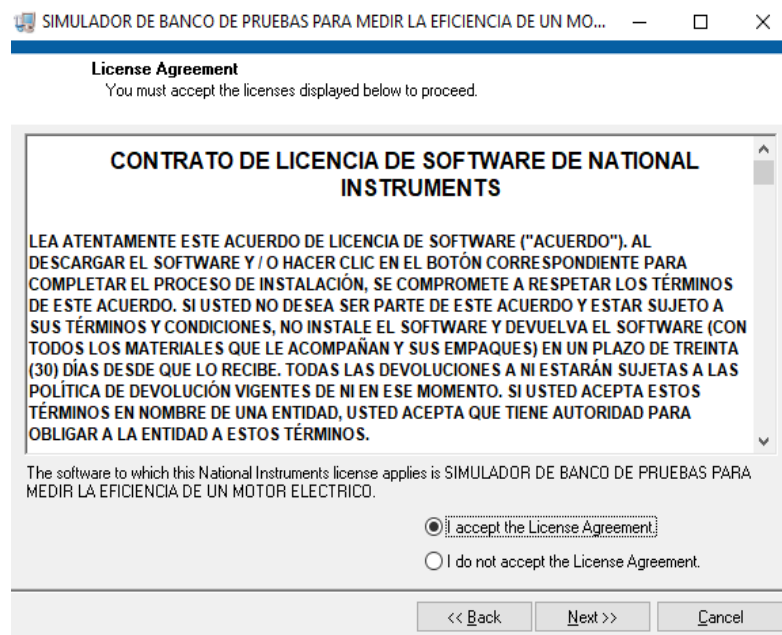 SIMULADOR DE BANCO DE PRUEBAS PARA MEDIR LA EFICIENCIA DE UN MO...
License Agreement
You must accept the licenses displayed below to proceed.
CONTRATO DE LICENCIA DE SOFTWARE DE NATIONAL
INSTRUMENTS
LEA ATENTAMENTE ESTE ACUERDO DE LICENCIA DE SOFTWARE ("ACUERDO"). AL
DESCARGAR EL SOFTWARE Y / O HACER CLIC EN EL BOTÓN CORRESPONDIENTE PARA
COMPLETAR EL PROCESO DE INSTALACIÓN, SE COMPROMETE A RESPETAR LOS TÉRMINOS
DE ESTE ACUERDO. SI USTED NO DESEA SER PARTE DE ESTE ACUERDO Y ESTAR SUJETO A
SUS TÉRMINOS Y CONDICIONES, NO INSTALE EL SOFTWARE Y DEVUELVA EL SOFTWARE (CON
TODOS LOS MATERIALES QUE LE ACOMPAÑAN Y SUS EMPAQUES) EN UN PLAZO DE TREINTA
(30) DÍAS DESDE QUE LO RECIBE. TODAS LAS DEVOLUCIONES A NI ESTARÁN SUJETAS A LAS
POLÍTICA DE DEVOLUCIÓN VIGENTES DE NI EN ESE MOMENTO. SI USTED ACEPTA ESTOS
TÉRMINOS EN NOMBRE DE UNA ENTIDAD, USTED ACEPTA QUE TIENE AUTORIDAD PARA
OBLIGAR A LA ENTIDAD A ESTOS TÉRMINOS.
The software to which this National Instruments license applies is SIMULADOR DE BANCO DE PRUEBAS PARA
MEDIR LA EFICIENCIA DE UN MOTOR ELECTRICO.
I accept the License Agreement.
I do not accept the License Agreement.
<< Back
Next >>
Cancel